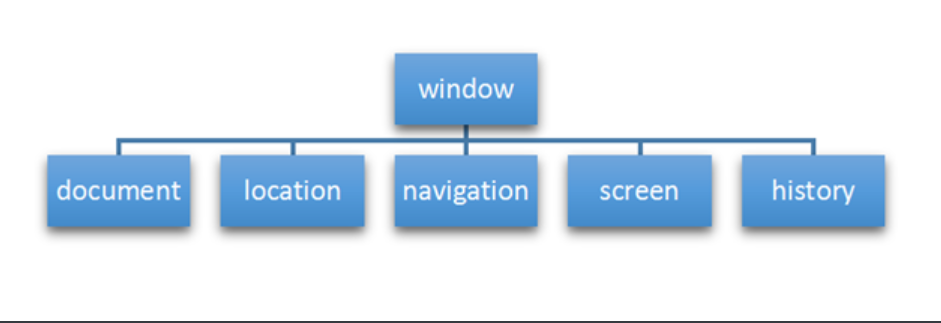 window
document
location
navigation
screen
history